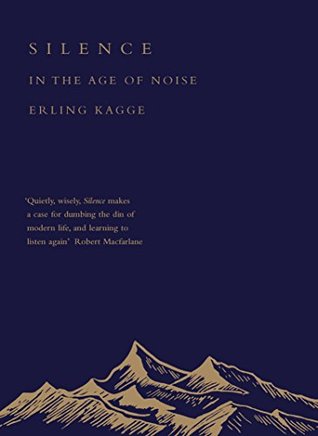 SILENCE
IN THE AGE OF NOISE
ERLING KAGGE
‘Quietly, wisely, Silence makes
a case for dumbing the din of
modern life, and learning to
listen again’ Robert Macfarlane